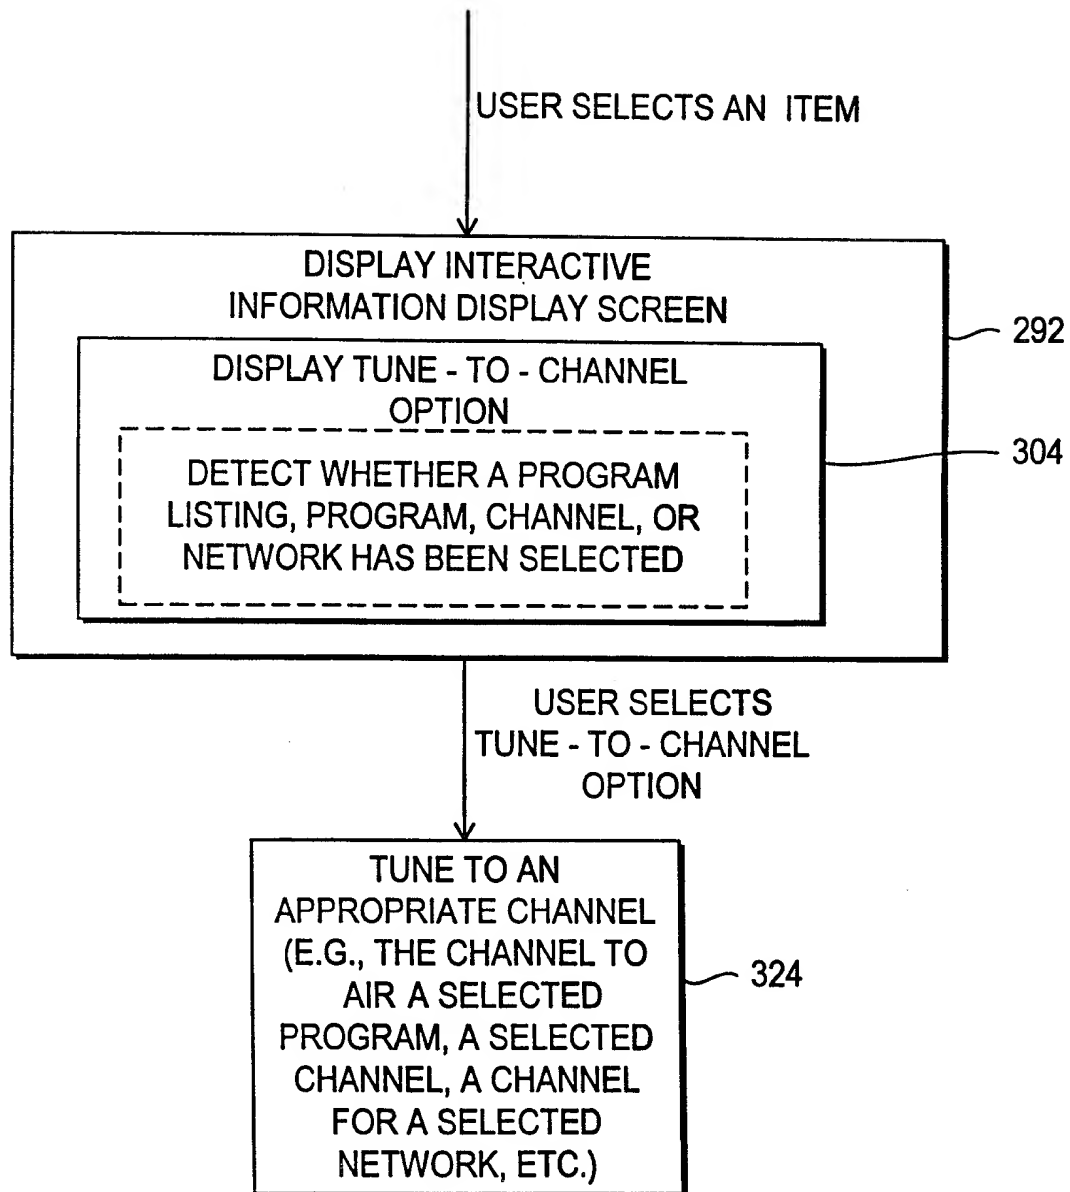 USER SELECTS AN ITEM
DISPLAY INTERACTIVE
INFORMATION DISPLAY SCREEN
292
DISPLAY TUNE - TO - CHANNEL
OPTION
304
DETECT WHETHER A PROGRAM
LISTING, PROGRAM, CHANNEL, OR
NETWORK HAS BEEN SELECTED
USER SELECTS
TUNE - TO - CHANNEL
OPTION
TUNE TO AN
APPROPRIATE CHANNEL
(E.G., THE CHANNEL TO
AIR A SELECTED
PROGRAM, A SELECTED
CHANNEL, A CHANNEL
FOR A SELECTED
NETWORK, ETC.)
324